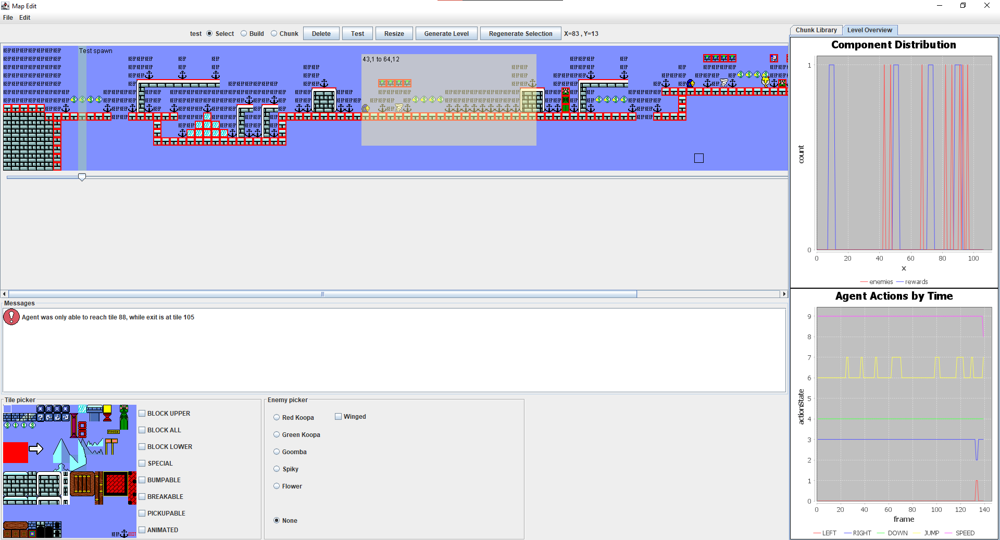 Map Edit
File Edit
test Select Build Chunk Delete Test Resize Generate Level Regenerate Selection X=83 , Y=13
Test spawn
43,1 to 64,12
Messages
Agent was only able to reach tile 88, while exit is at tile 105
Tile picker
FINISH
KEEP EXIT
BLOCK UPPER
BLOCK ALL
BLOCK LOWER
SPECIAL
BUMPABLE
BREAKABLE
PICKUPABLE
ANIMATED
Enemy picker
Red Koopa Winged
Green Koopa
Goomba
Spiky
Flower
None
Chunk Library Level Overview
Component Distribution
count
1
0
0 20 40 60 80 100
x
enemies rewards
Agent Actions by Time
actionState
9
8
7
6
5
4
3
2
1
0
0 20 40 60 80 100 120 140
frame
LEFT RIGHT DOWN JUMP SPEED